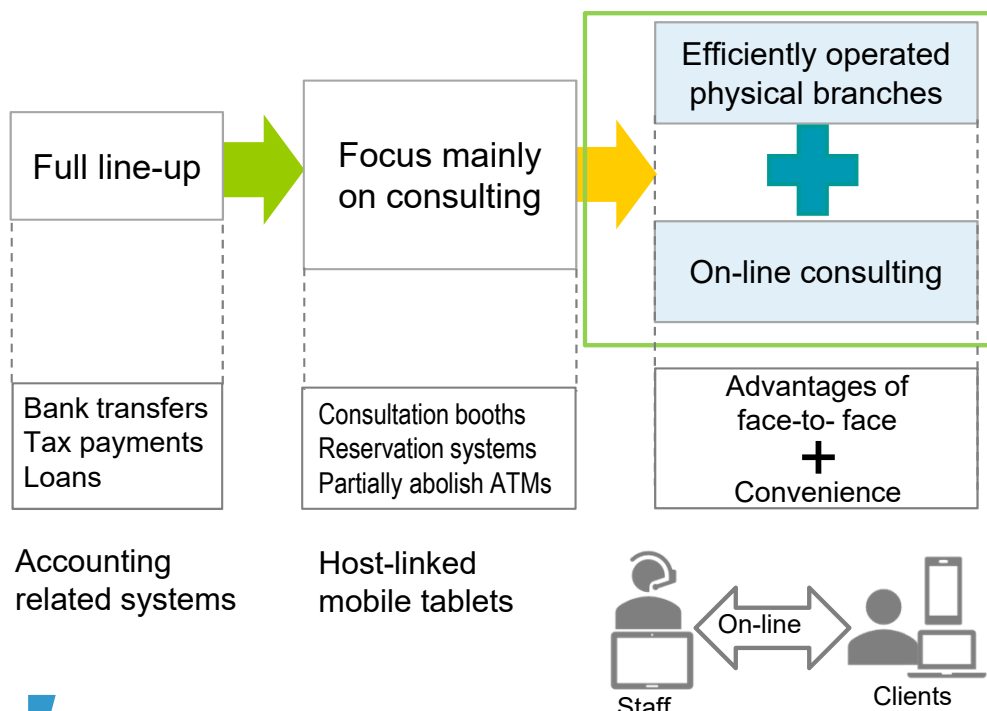 Full line-up
Focus mainly
on consulting
Efficiently operated
physical branches
On-line consulting
Bank transfers
Tax payments
Loans
Consultation booths
Reservation systems
Partially abolish ATMs
Advantages of
face-to- face
+
Convenience
Accounting
related systems
Host-linked
mobile tablets
On-line
Staff
Clients